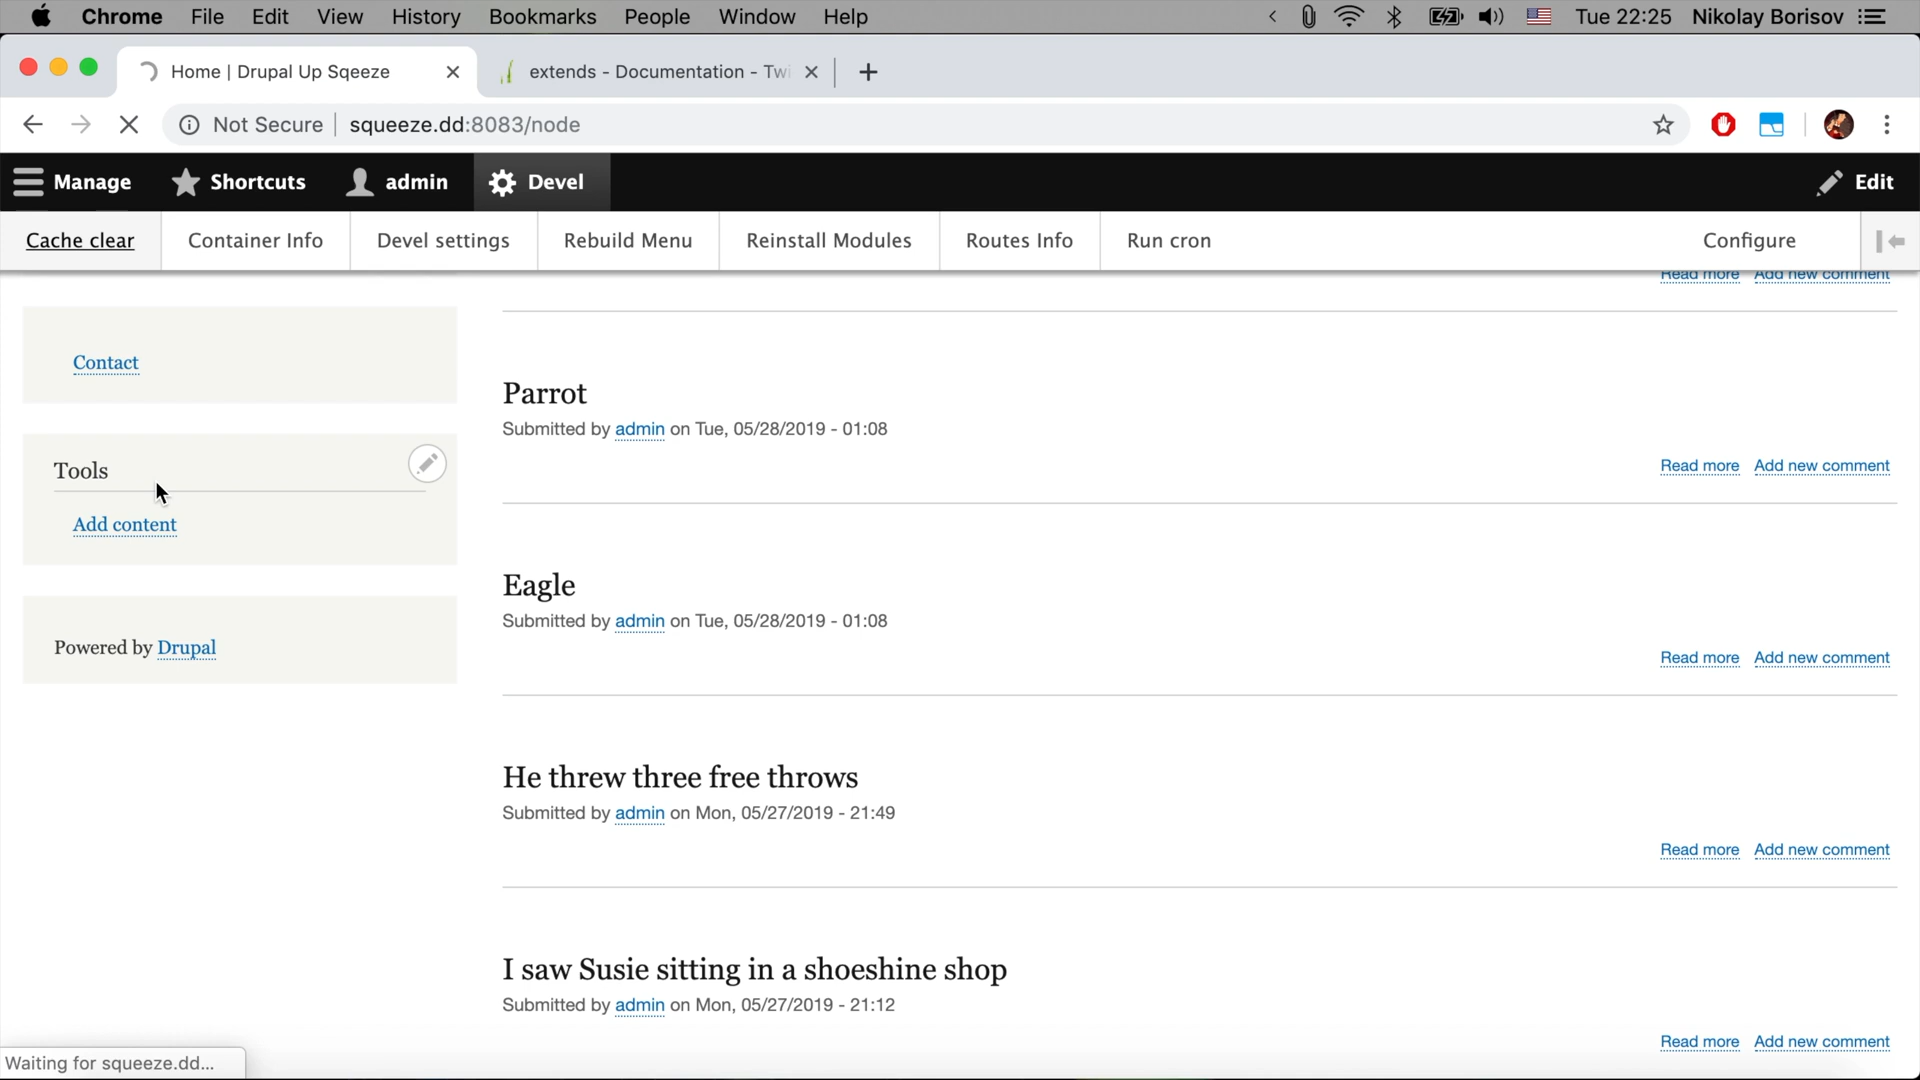 Chrome File Edit View History Bookmarks People Window Help Tue 22:25 Nikolay Borisov
Home | Drupal Up Sqeeze extends - Documentation - Twi
Not Secure squeeze.dd:8083/node
Manage Shortcuts admin Devel Edit
Cache clear Container Info Devel settings Rebuild Menu Reinstall Modules Routes Info Run cron Configure
Read more Add new comment
Contact
Tools
Add content
Powered by Drupal
Parrot
Submitted by admin on Tue, 05/28/2019 - 01:08
Read more Add new comment
Eagle
Submitted by admin on Tue, 05/28/2019 - 01:08
Read more Add new comment
He threw three free throws
Submitted by admin on Mon, 05/27/2019 - 21:49
Read more Add new comment
I saw Susie sitting in a shoeshine shop
Submitted by admin on Mon, 05/27/2019 - 21:12
Read more Add new comment
Waiting for squeeze.dd...